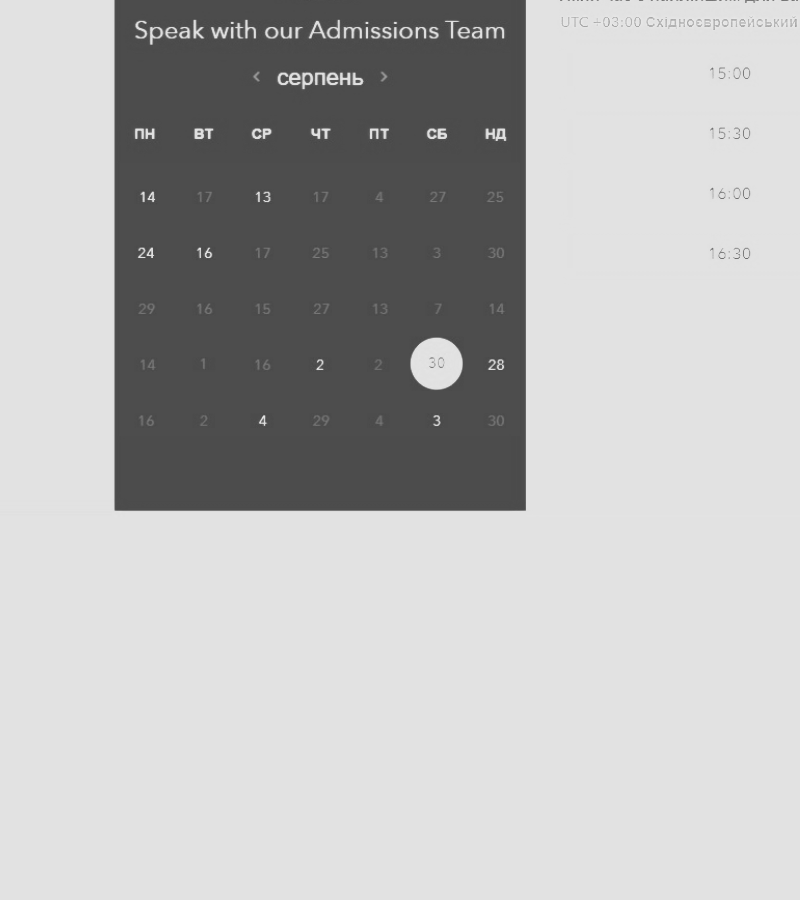 Speak with our Admissions Team
‹ серпень ›
ПН ВТ СР ЧТ ПТ СБ НД
14 17 13 17 4 27 25
24 16 17 25 13 3 30
29 16 15 27 13 7 14
14 1 16 2 2 30 28
16 2 4 29 4 3 30
UTC +03:00 Східноєвропейський
15:00
15:30
16:00
16:30